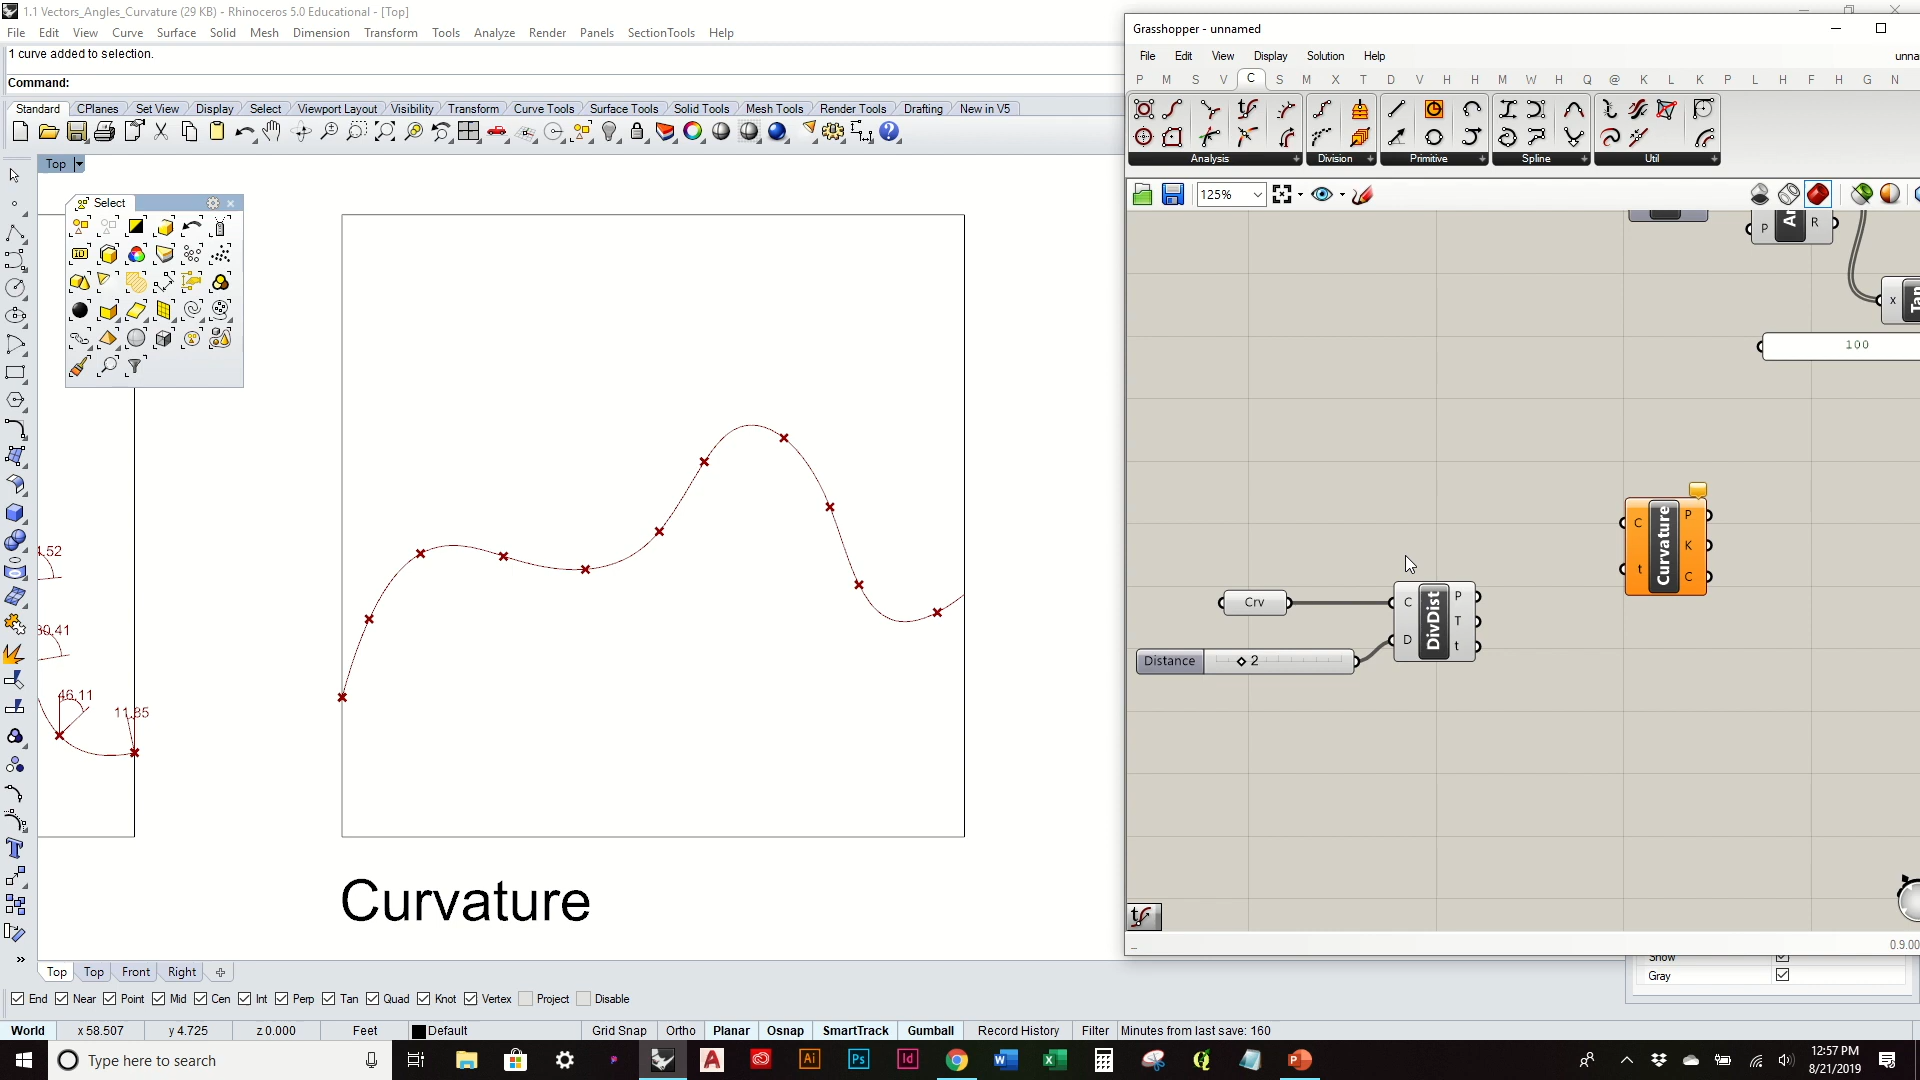 1.1 Vectors_Angles_Curvature (29 KB) - Rhinoceros 5.0 Educational - [Top]
File Edit View Curve Surface Solid Mesh Dimension Transform Tools Analyze Render Panels SectionTools Help
1 curve added to selection.
Command:
Standard CPlanes Set View Display Select Viewport Layout Visibility Transform Curve Tools Surface Tools Solid Tools Mesh Tools Render Tools Drafting New in V5
Top
Select
46.11
11.85
Curvature
Top Top Front Right
End Near Point Mid Cen Int Perp Tan Quad Knot Vertex Project Disable
World x 58.507 y 4.725 z 0.000 Feet Default Grid Snap Ortho Planar Osnap SmartTrack Gumball Record History Filter Minutes from last save: 160
Grasshopper - unnamed
File Edit View Display Solution Help
P M S V C S M X T D V H H M W H Q @ K L K P L H F H G N
Analysis Division Primitive Spline Util
125%
P R
x
100
C t Curvature P K C
Crv
C D DivDist P T t
Distance 2
0.9.00
Show
Gray
Type here to search
12:57 PM
8/21/2019